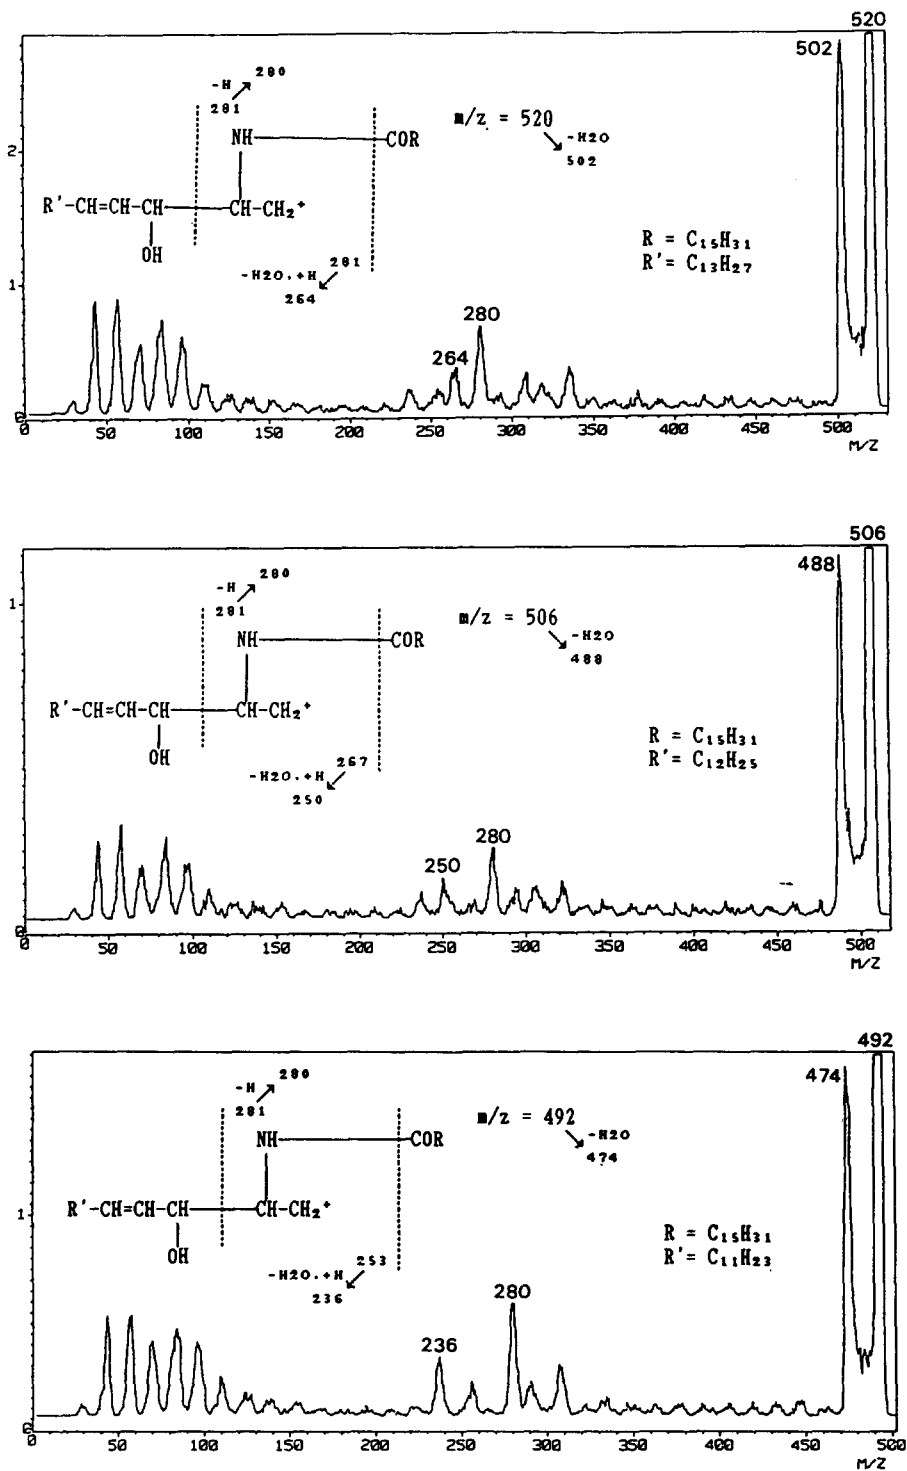 520
502
-H 280
281
NH COR
m/z = 520
-H2O
502
R'-CH=CH-CH CH-CH₂⁺
OH
R = C₁₅H₃₁
R' = C₁₃H₂₇
281
-H2O.+H
264
2
1
0
264
280
0 50 100 150 200 250 300 350 400 450 500
M/Z
506
488
-H 280
281
NH COR
m/z = 506
-H2O
488
R'-CH=CH-CH CH-CH₂⁺
OH
R = C₁₅H₃₁
R' = C₁₂H₂₅
267
-H2O.+H
250
1
0
250
280
0 50 100 150 200 250 300 350 400 450 500
M/Z
492
474
-H 280
281
NH COR
m/z = 492
-H2O
474
R'-CH=CH-CH CH-CH₂⁺
OH
R = C₁₅H₃₁
R' = C₁₁H₂₃
253
-H2O.+H
236
1
0
236
280
0 50 100 150 200 250 300 350 400 450 500
M/Z